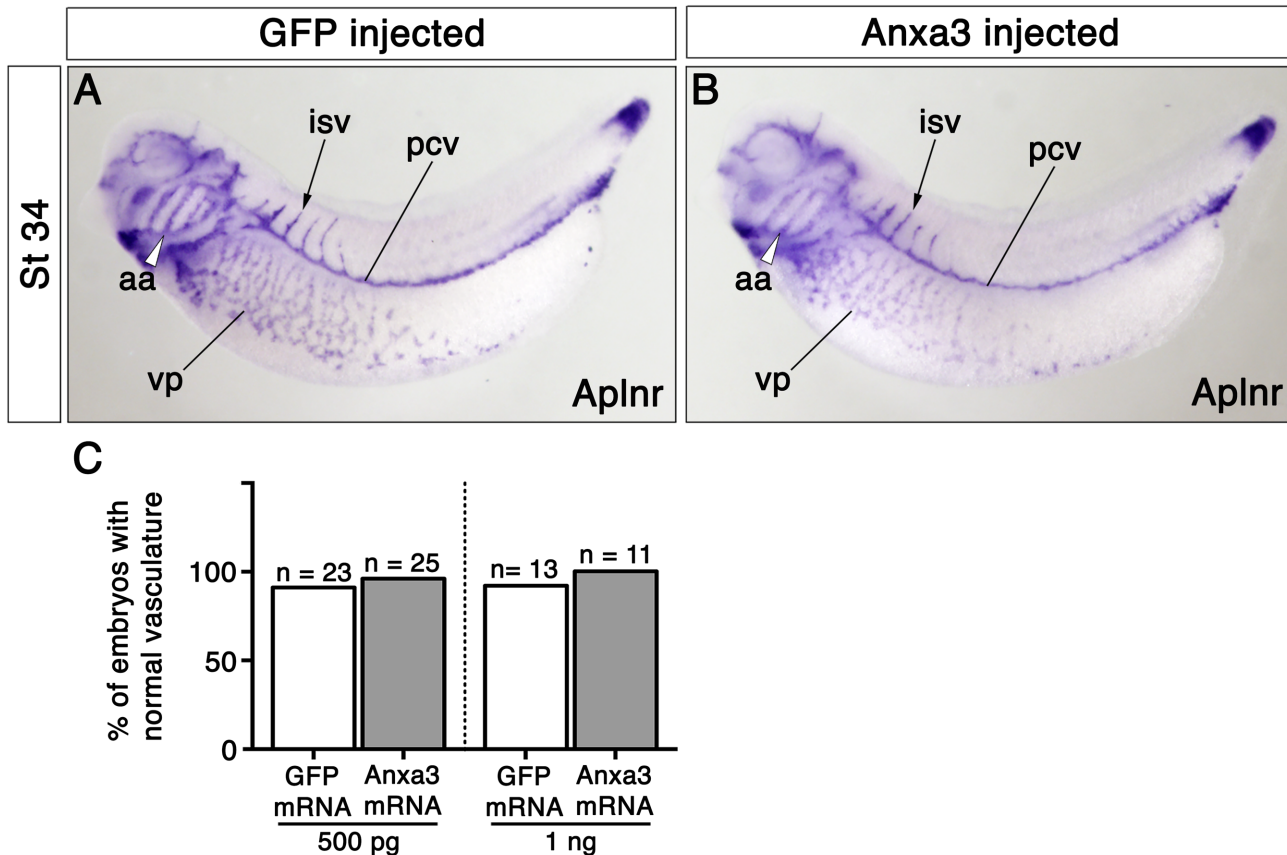 GFP injected
Anxa3 injected
St 34
A
isv
pcv
aa
vp
Aplnr
B
isv
pcv
aa
vp
Aplnr
C
% of embryos with
normal vasculature
100
50
0
n = 23
n = 25
n= 13
n = 11
GFP
mRNA
Anxa3
mRNA
GFP
mRNA
Anxa3
mRNA
500 pg
1 ng